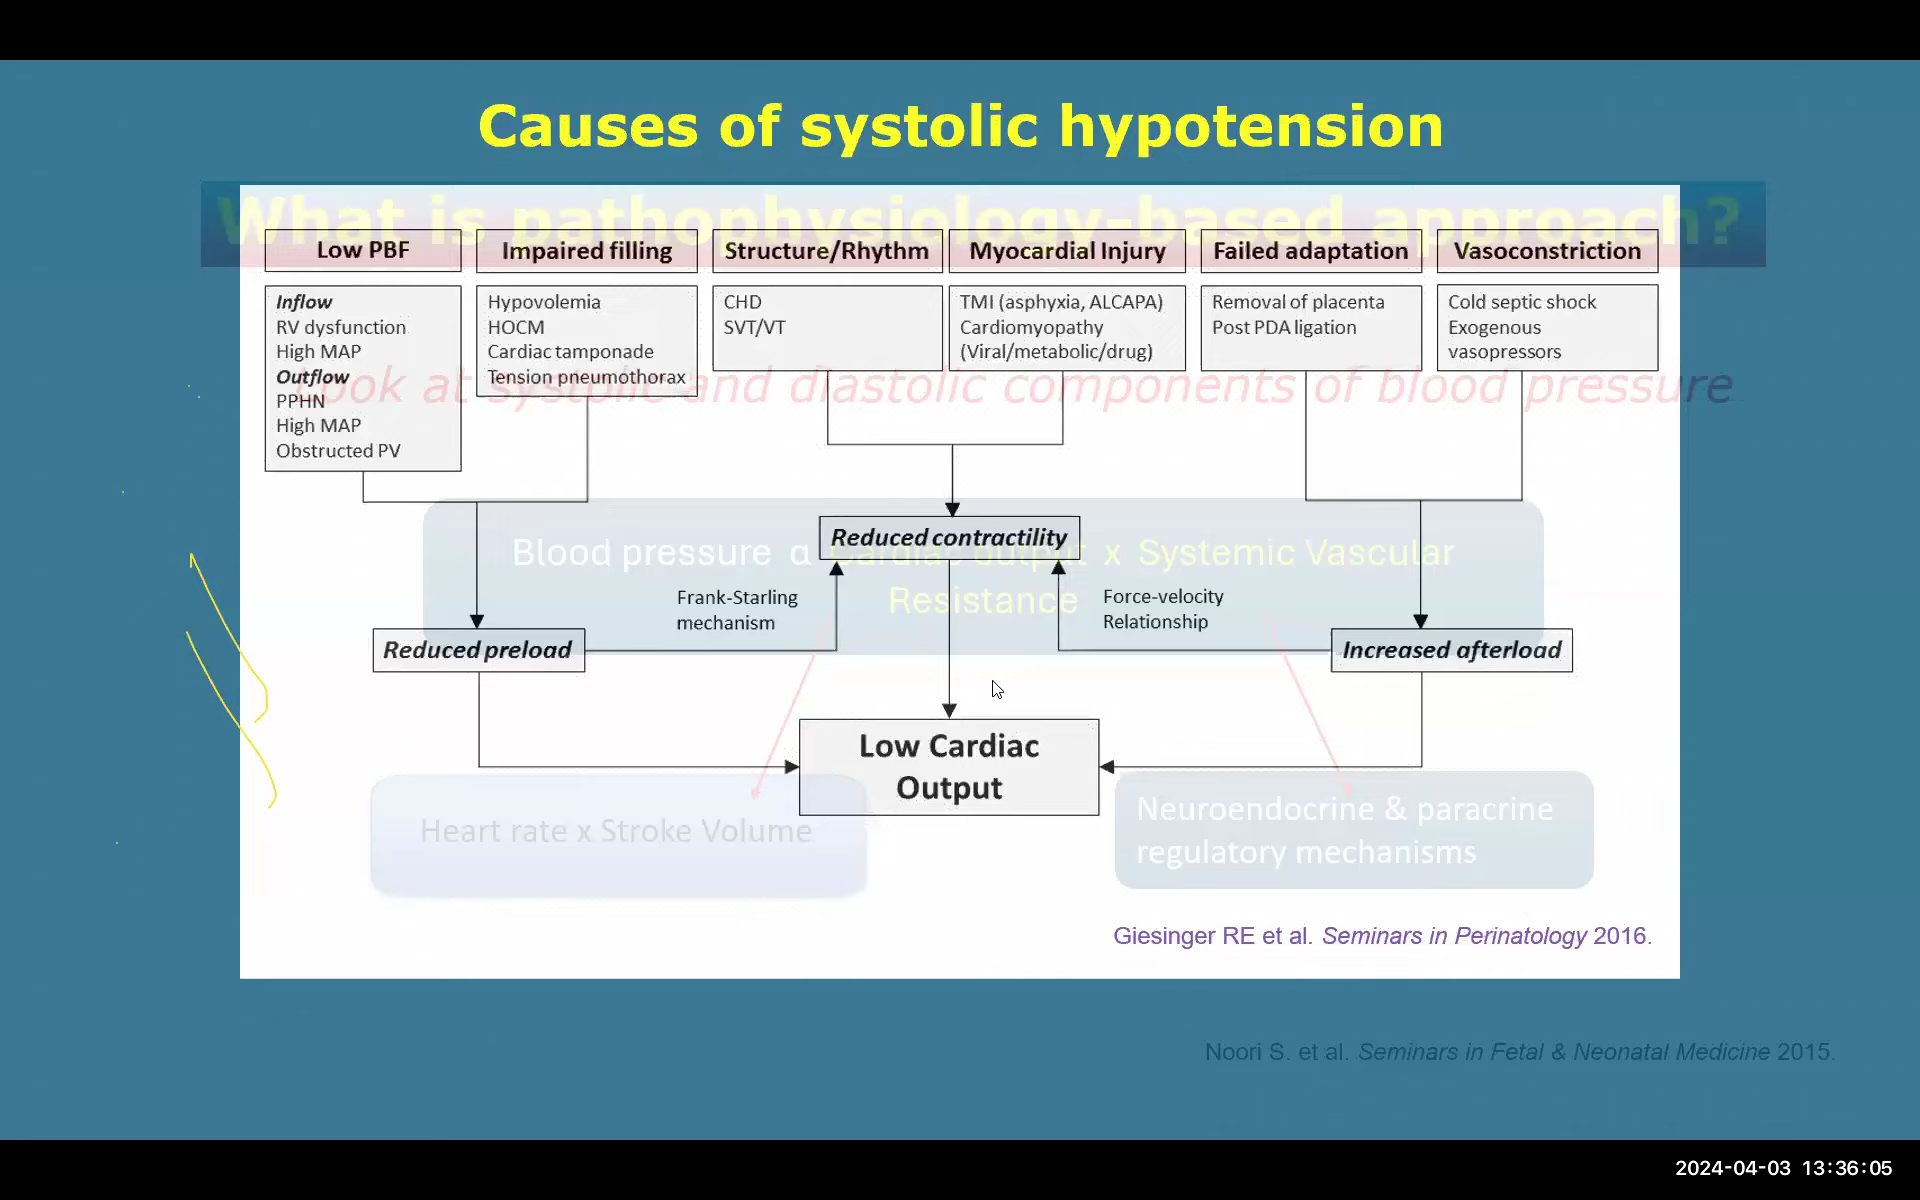 Causes of systolic hypotension
What is pathophysiology-based approach?
Low PBF
Impaired filling
Structure/Rhythm
Myocardial Injury
Failed adaptation
Vasoconstriction
Inflow
RV dysfunction
High MAP
Outflow
PPHN
High MAP
Obstructed PV
Hypovolemia
HOCM
Cardiac tamponade
Tension pneumothorax
CHD
SVT/VT
TMI (asphyxia, ALCAPA)
Cardiomyopathy
(Viral/metabolic/drug)
Removal of placenta
Post PDA ligation
Cold septic shock
Exogenous
vasopressors
Look at systolic and diastolic components of blood pressure
Reduced contractility
Blood pressure α Cardiac output x Systemic Vascular
Resistance
Frank-Starling
mechanism
Force-velocity
Relationship
Reduced preload
Increased afterload
Low Cardiac
Output
Heart rate x Stroke Volume
Neuroendocrine & paracrine
regulatory mechanisms
Giesinger RE et al. Seminars in Perinatology 2016.
Noori S. et al. Seminars in Fetal & Neonatal Medicine 2015.
2024-04-03 13:36:05